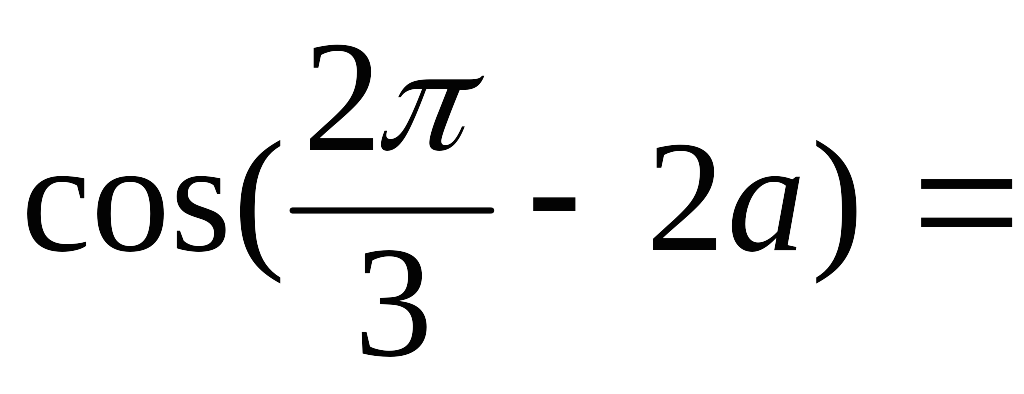 cos(2π/3 - 2a) =